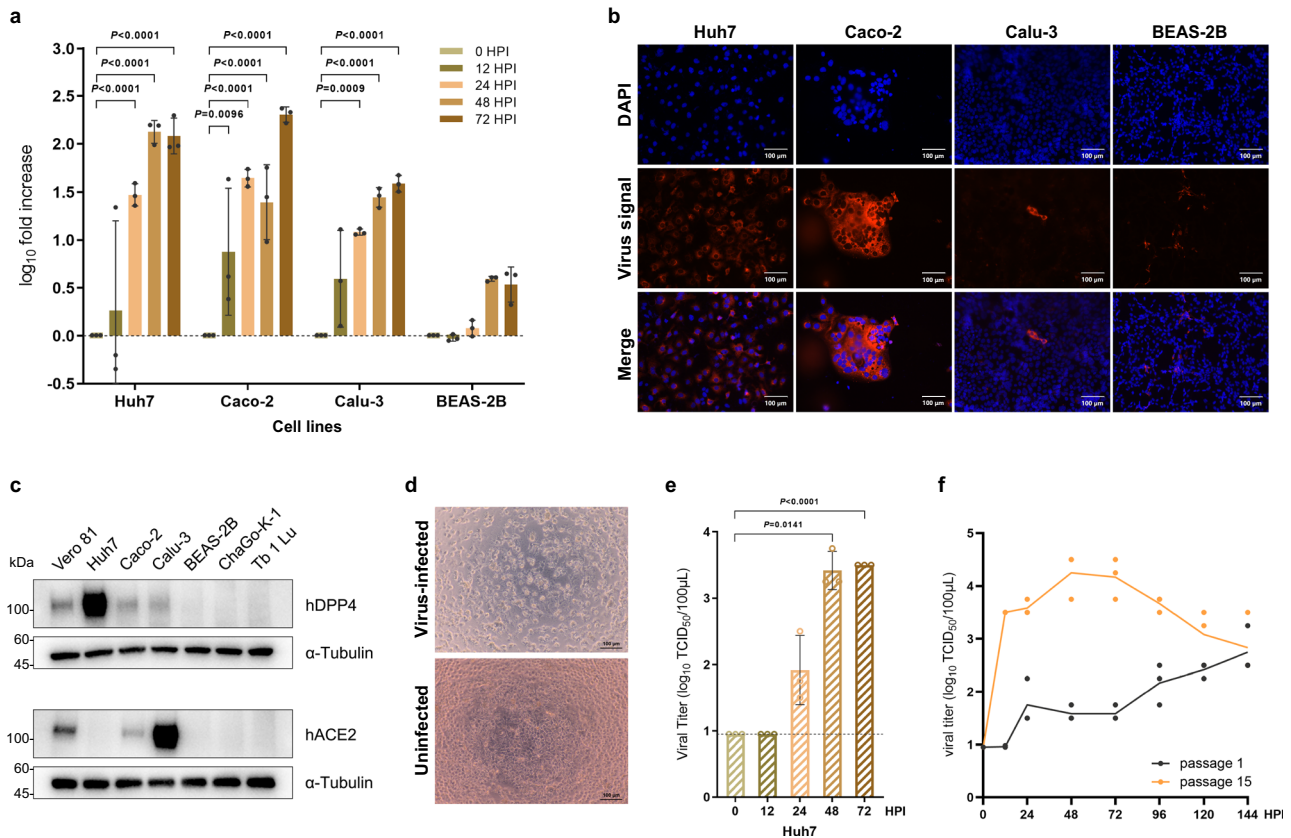 a
P<0.0001
P<0.0001
P<0.0001
P<0.0001
P<0.0001
P<0.0001
P<0.0001
P<0.0001
P<0.0001
P=0.0009
P=0.0096
0 HPI
12 HPI
24 HPI
48 HPI
72 HPI
log10 fold increase
3.0
2.5
2.0
1.5
1.0
0.5
0.0
-0.5
Huh7 Caco-2 Calu-3 BEAS-2B
Cell lines
b
Huh7 Caco-2 Calu-3 BEAS-2B
DAPI
100 μm 100 μm 100 μm 100 μm
Virus signal
100 μm 100 μm 100 μm 100 μm
Merge
100 μm 100 μm 100 μm 100 μm
c
Vero 81 Huh7 Caco-2 Calu-3 BEAS-2B ChaGo-K-1 Tb 1 Lu
kDa
100 hDPP4
60
45 α-Tubulin
100 hACE2
60
45 α-Tubulin
d
Virus-infected
100 μm
Uninfected
100 μm
e
P<0.0001
P=0.0141
Viral Titer (log10 TCID50/100μL)
4
3
2
1
0
0 12 24 48 72 HPI
Huh7
f
viral titer (log10 TCID50/100μL)
5
4
3
2
1
0
passage 1
passage 15
0 24 48 72 96 120 144 HPI